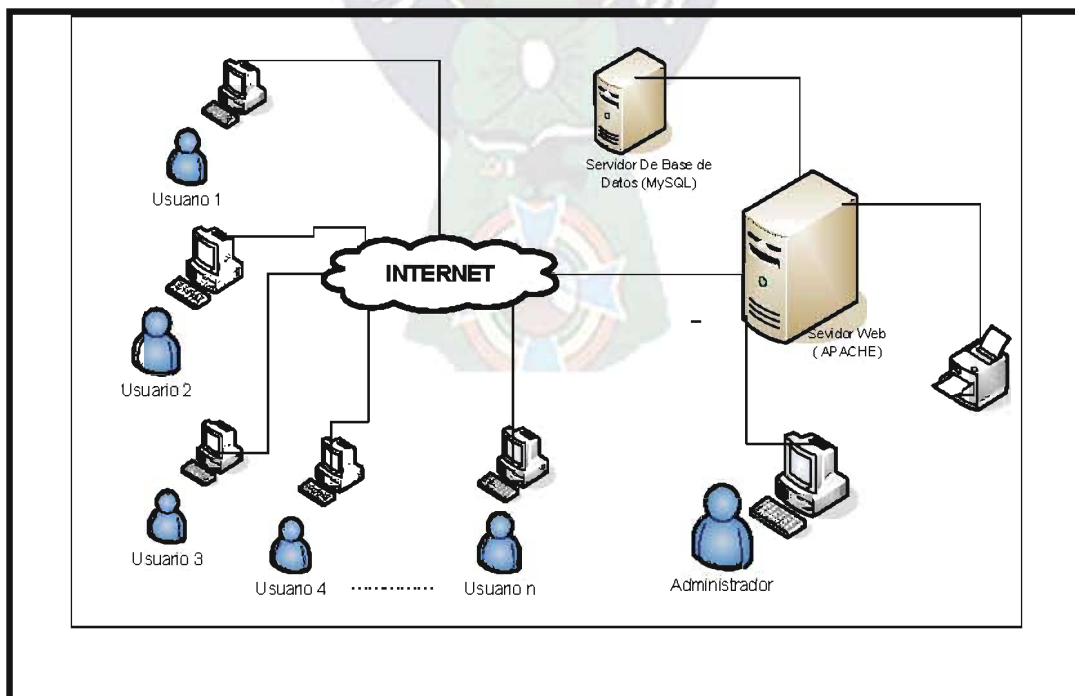 Usuario 1
Servidor De Base de
Datos (MySQL)
INTERNET
Usuario 2
Sevidor Web
( APACHE)
Usuario 3
Usuario 4 ............. Usuario n
Administrador